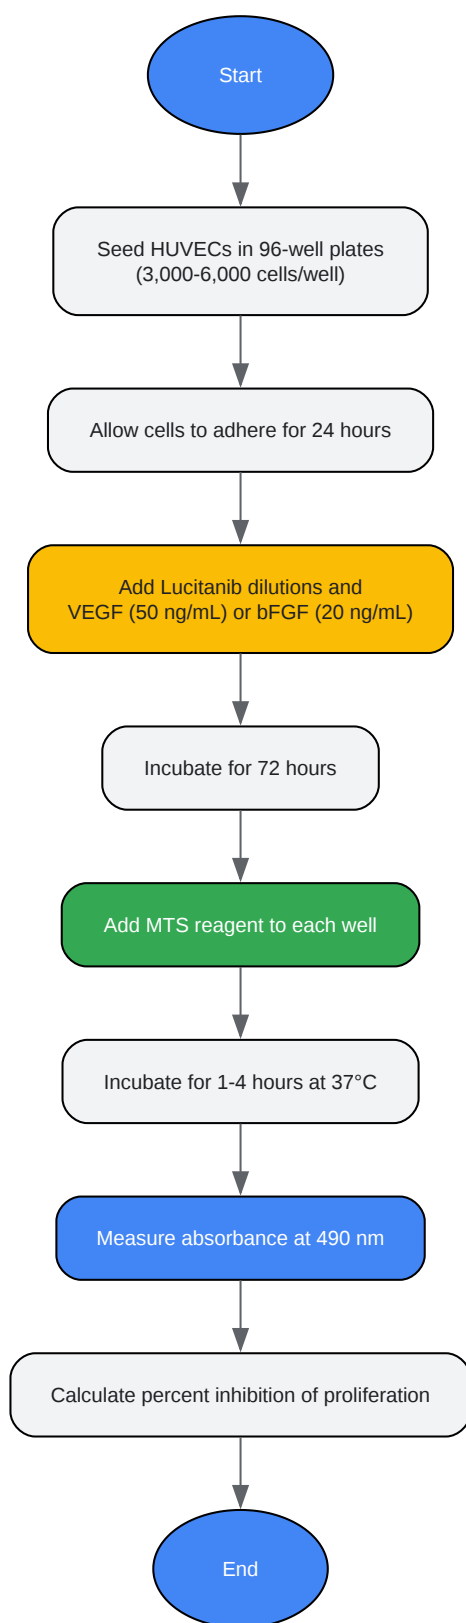 Start
Seed HUVECs in 96-well plates
(3,000-6,000 cells/well)
Allow cells to adhere for 24 hours
Add Lucitanib dilutions and
VEGF (50 ng/mL) or bFGF (20 ng/mL)
Incubate for 72 hours
Add MTS reagent to each well
Incubate for 1-4 hours at 37°C
Measure absorbance at 490 nm
Calculate percent inhibition of proliferation
End